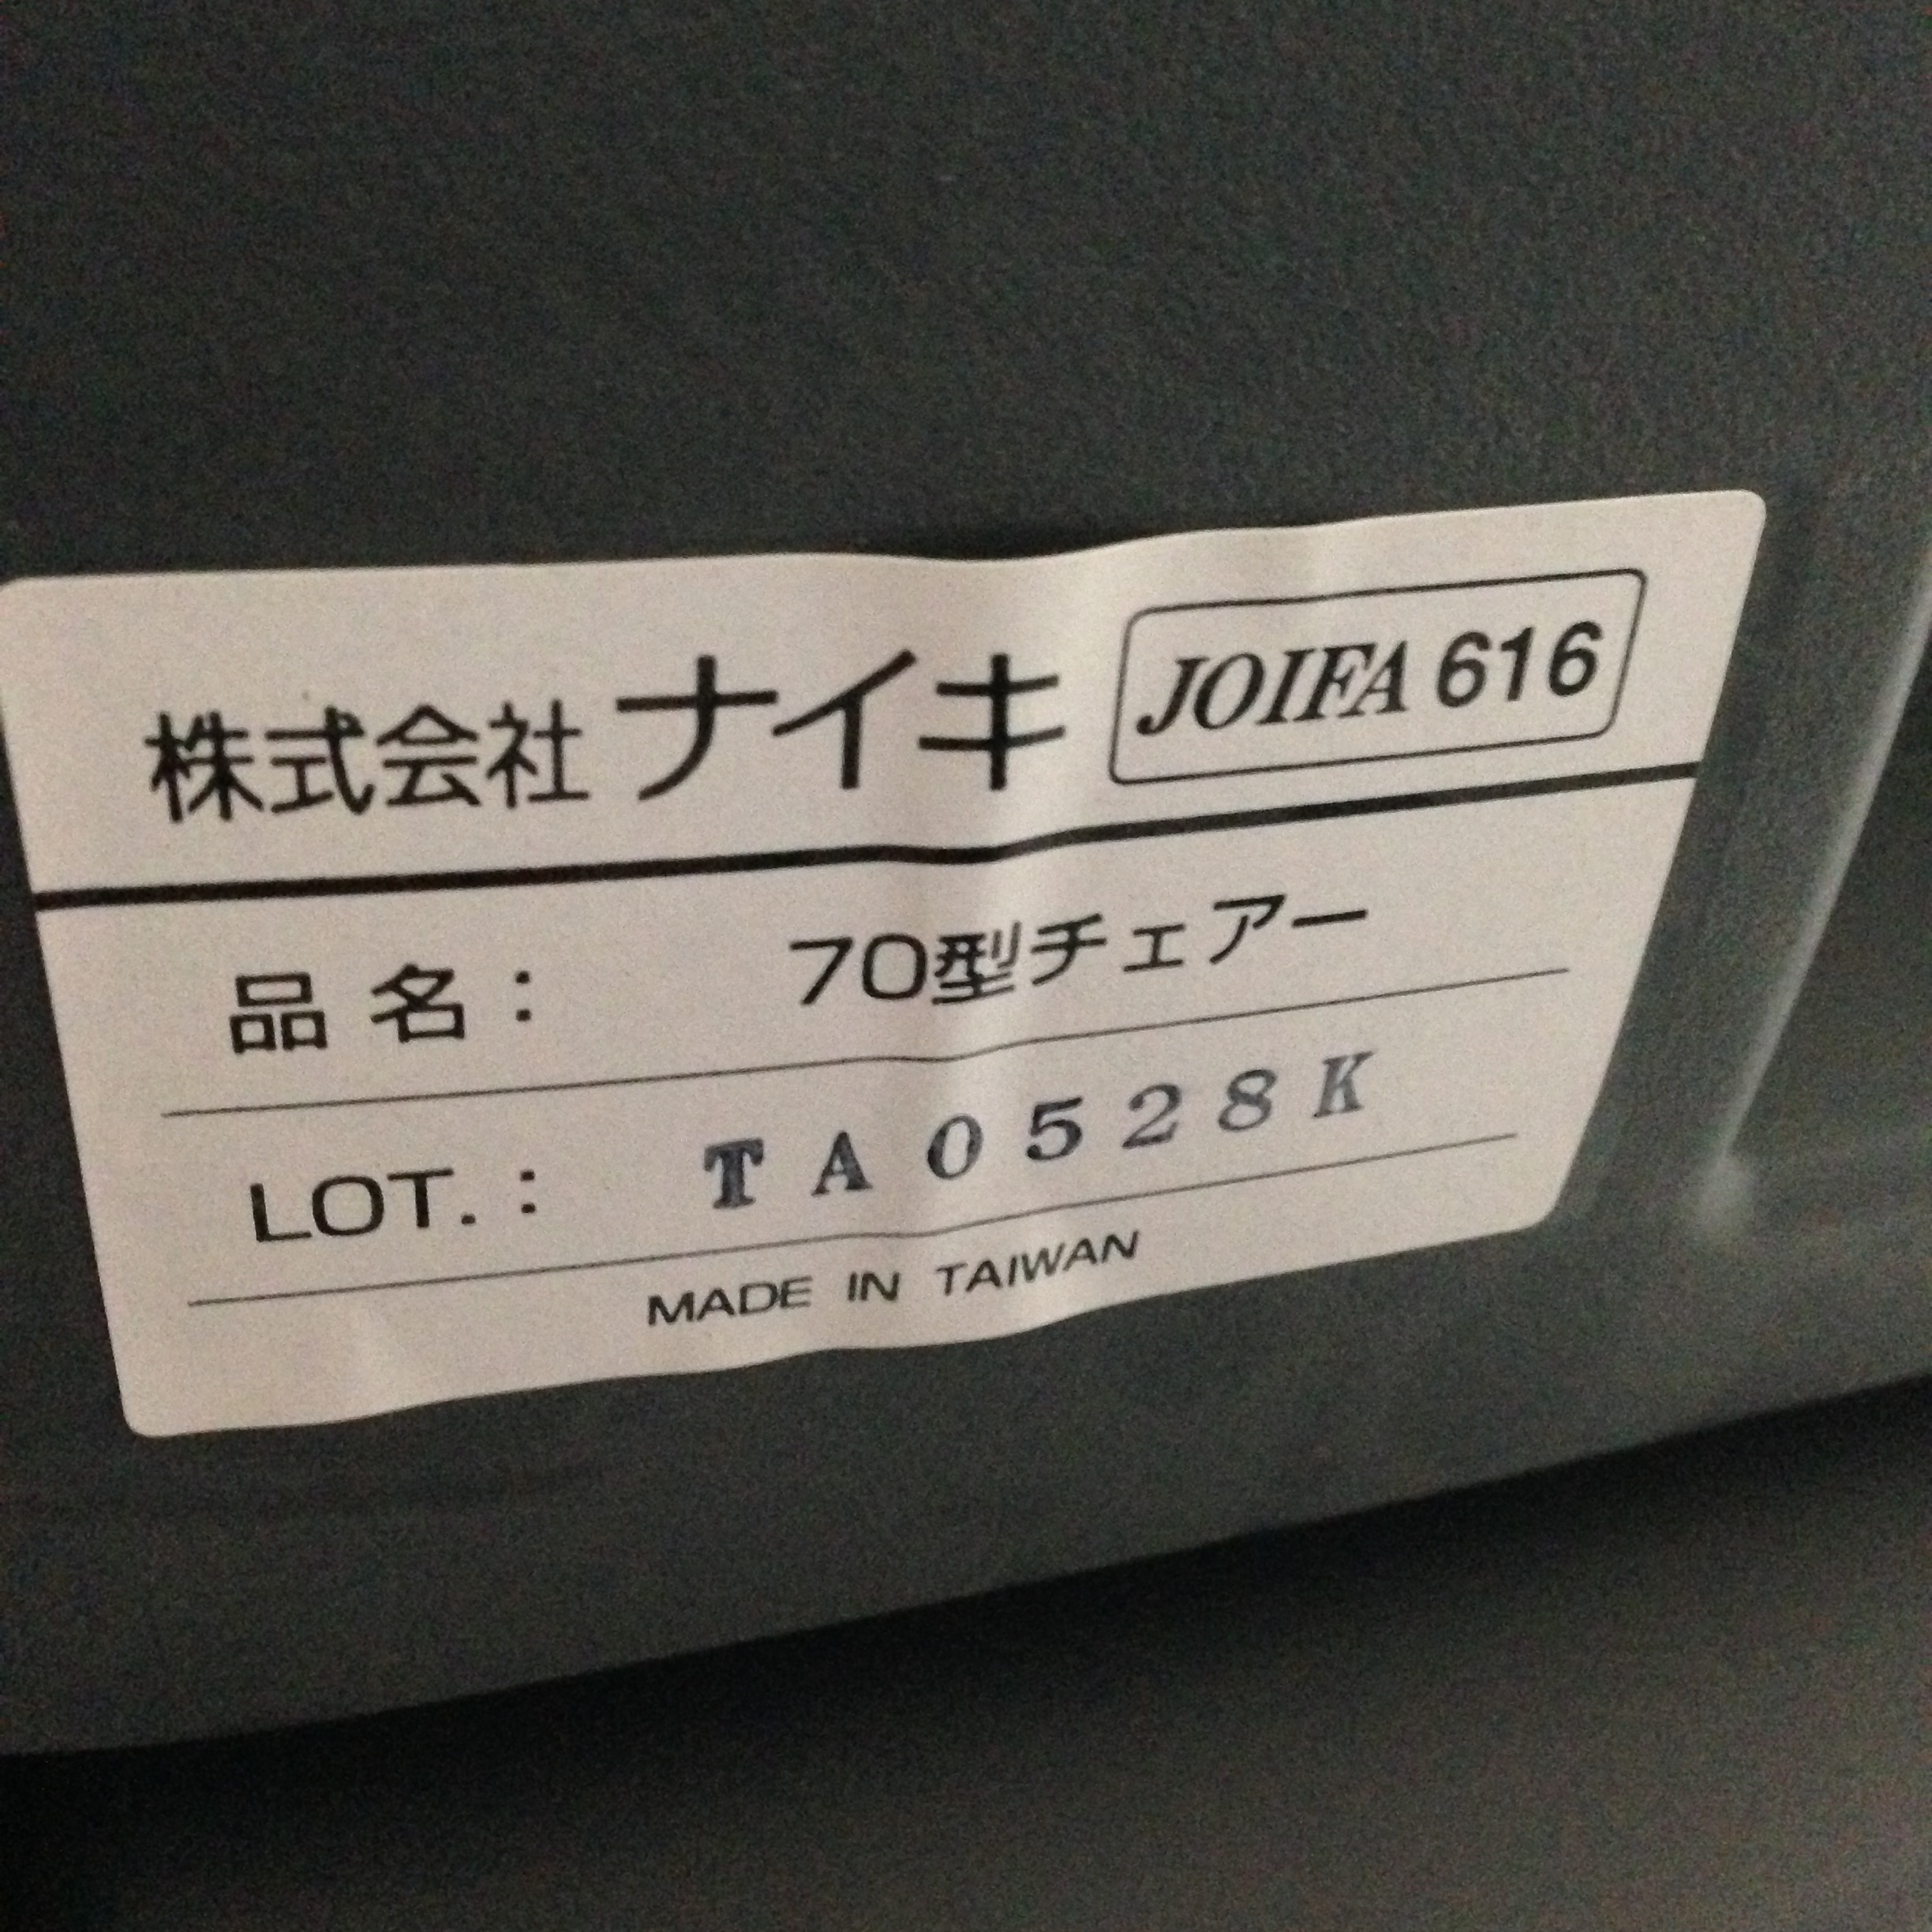 株式会社ナイキ JOIFA 616
品名： 70型チェアー
LOT.： TA0528K
MADE IN TAIWAN